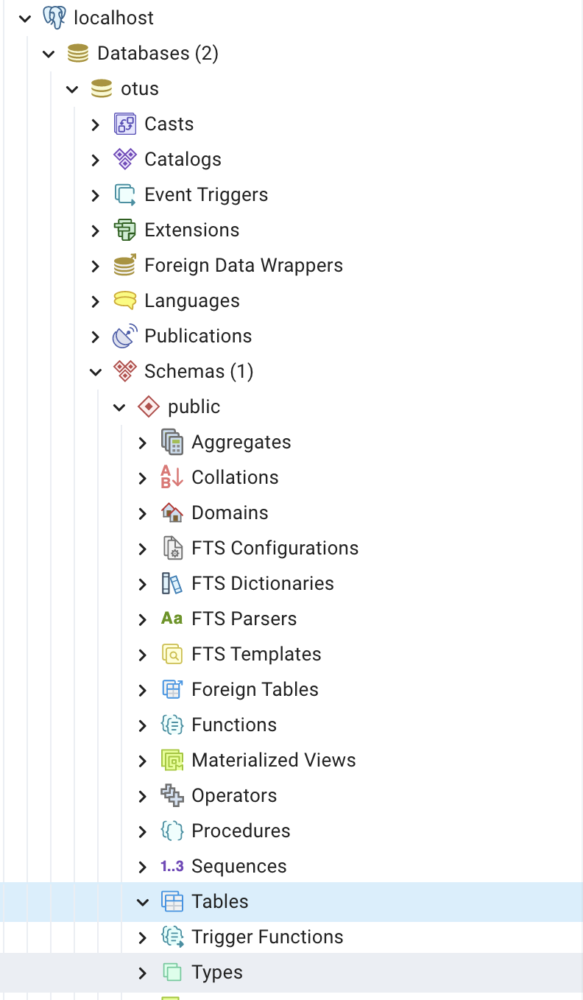 localhost
Databases (2)
otus
Casts
Catalogs
Event Triggers
Extensions
Foreign Data Wrappers
Languages
Publications
Schemas (1)
public
Aggregates
A
B
Collations
Domains
FTS Configurations
FTS Dictionaries
Aa FTS Parsers
FTS Templates
Foreign Tables
Functions
Materialized Views
Operators
Procedures
1..3 Sequences
Tables
Trigger Functions
Types